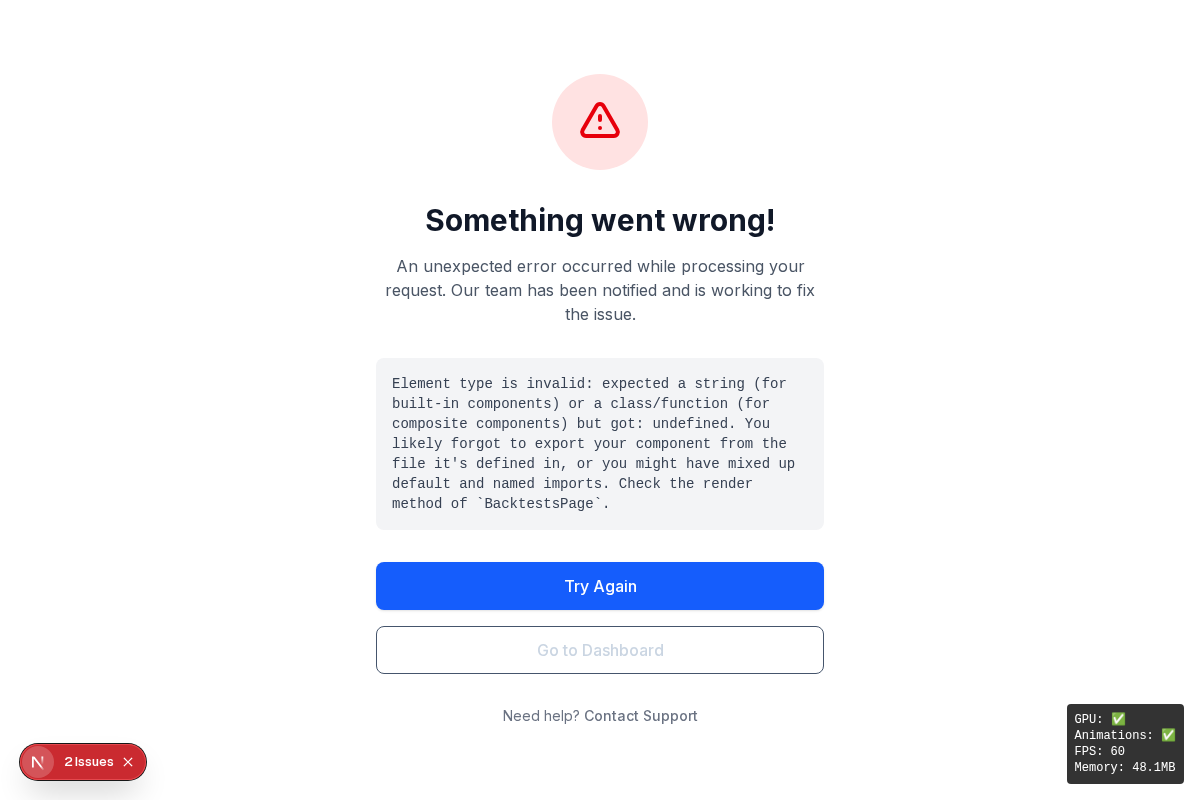 Something went wrong!
An unexpected error occurred while processing your
request. Our team has been notified and is working to fix
the issue.
Element type is invalid: expected a string (for
built-in components) or a class/function (for
composite components) but got: undefined. You
likely forgot to export your component from the
file it's defined in, or you might have mixed up
default and named imports. Check the render
method of `BacktestsPage`.
Try Again
Go to Dashboard
Need help? Contact Support
N 2 Issues
GPU: ✅
Animations: ✅
FPS: 60
Memory: 48.1MB